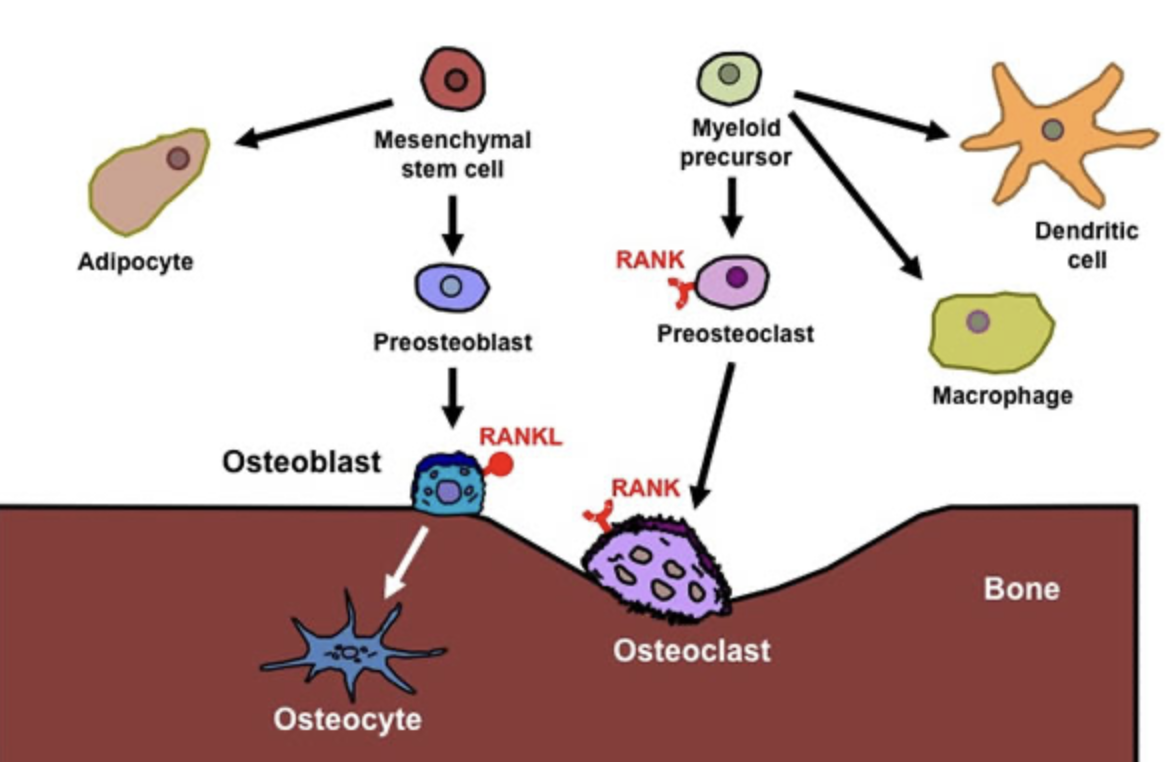 Mesenchymal
stem cell
Myeloid
precursor
Adipocyte
Dendritic
cell
RANK
Preosteoblast
Preosteoclast
Macrophage
RANKL
Osteoblast
RANK
Bone
Osteoclast
Osteocyte